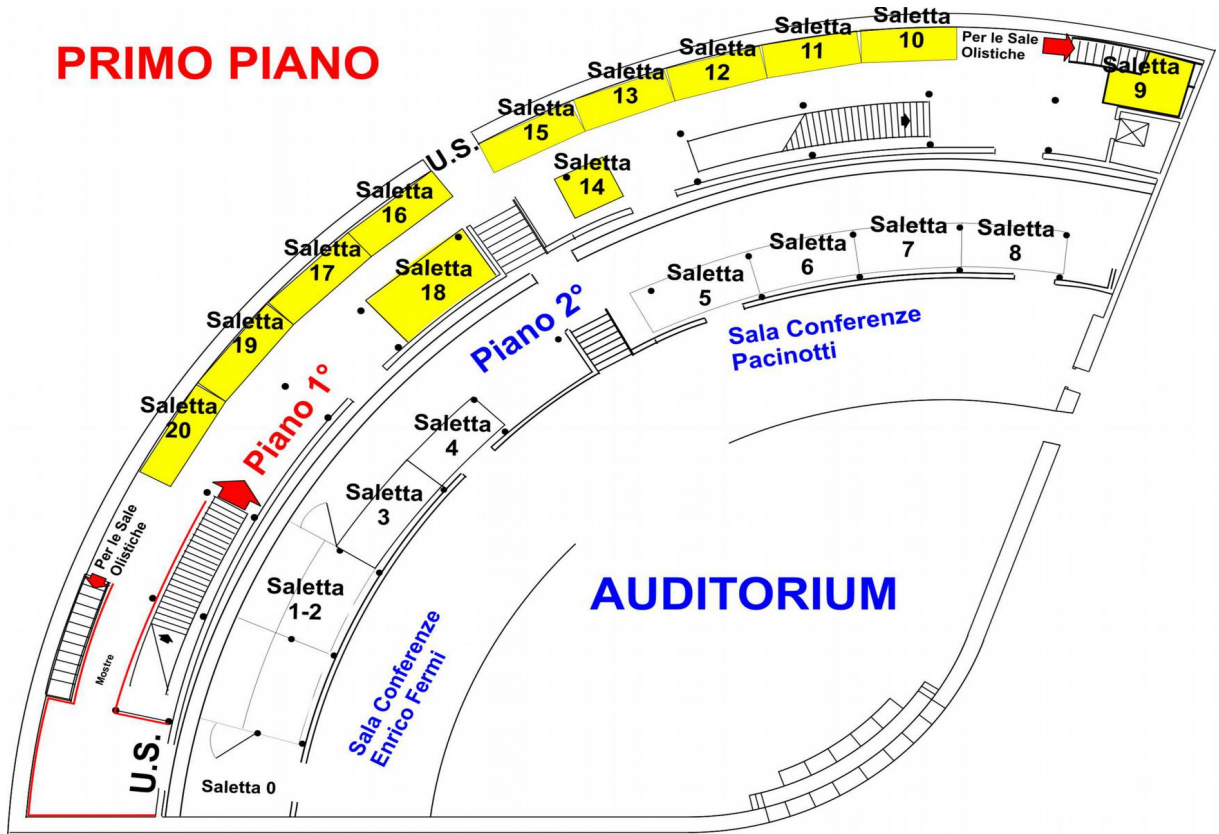 PRIMO PIANO
Saletta
10
Saletta
11
Saletta
12
Saletta
13
Saletta
15
Per le Sale
Olistiche
Saletta
9
U.S.
Saletta
14
Saletta
16
Saletta
17
Saletta
18
Saletta
19
Saletta
20
Piano 1°
Piano 2°
Saletta
5
Saletta
6
Saletta
7
Saletta
8
Sala Conferenze
Pacinotti
Saletta
4
Saletta
3
Saletta
1-2
Per le Sale
Olistiche
Mostre
U.S.
Saletta 0
Sala Conferenze
Enrico Fermi
AUDITORIUM